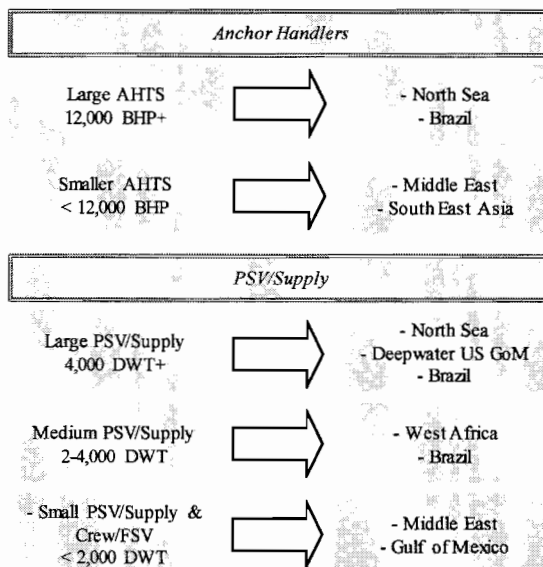 Anchor Handlers
Large AHTS
12,000 BHP+
- North Sea
- Brazil
Smaller AHTS
< 12,000 BHP
- Middle East
- South East Asia
PSV/Supply
Large PSV/Supply
4,000 DWT+
- North Sea
- Deepwater US GoM
- Brazil
Medium PSV/Supply
2-4,000 DWT
- West Africa
- Brazil
- Small PSV/Supply &
Crew/FSV
< 2,000 DWT
- Middle East
- Gulf of Mexico